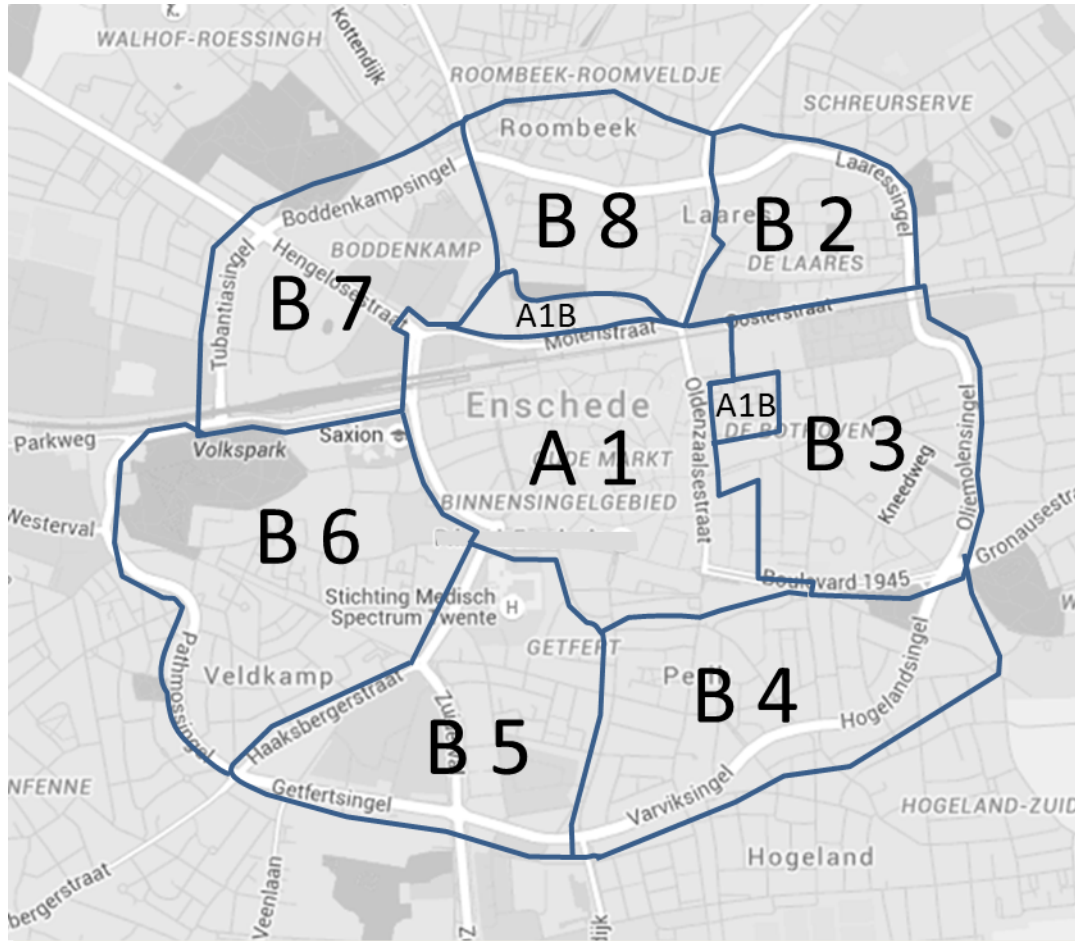 WALHOF-ROESSINGH
Kottendijk
ROOMBEEK-ROOMVELDJE
SCHREURSERVE
Roombeek
Laaressingel
Boddenkampsingel
B 8
Laares
B 2
BODDENKAMP
DE LAARES
Hengelosestraat
Tubantiasingel
B 7
A1B
Molenstraat
Oosterstraat
Enschede
Oldenzaalsestraat
A1B
DE BOTHOVEN
Oliemolensingel
Parkweg
Saxion
Volkspark
A 1
OUDE MARKT
B 3
Kneedweg
BINNENSINGELGEBIED
Westerval
B 6
Gronausestra
Boulevard 1945
Stichting Medisch
Spectrum Twente
H
GETFERT
W
Pathmossingel
Veldkamp
B 4
Hogelandsingel
Haaksbergerstraat
B 5
NFENNE
Getfertsingel
Varviksingel
HOGELAND-ZUID
Hogeland
bergerstraat
Veenlaan
dijk